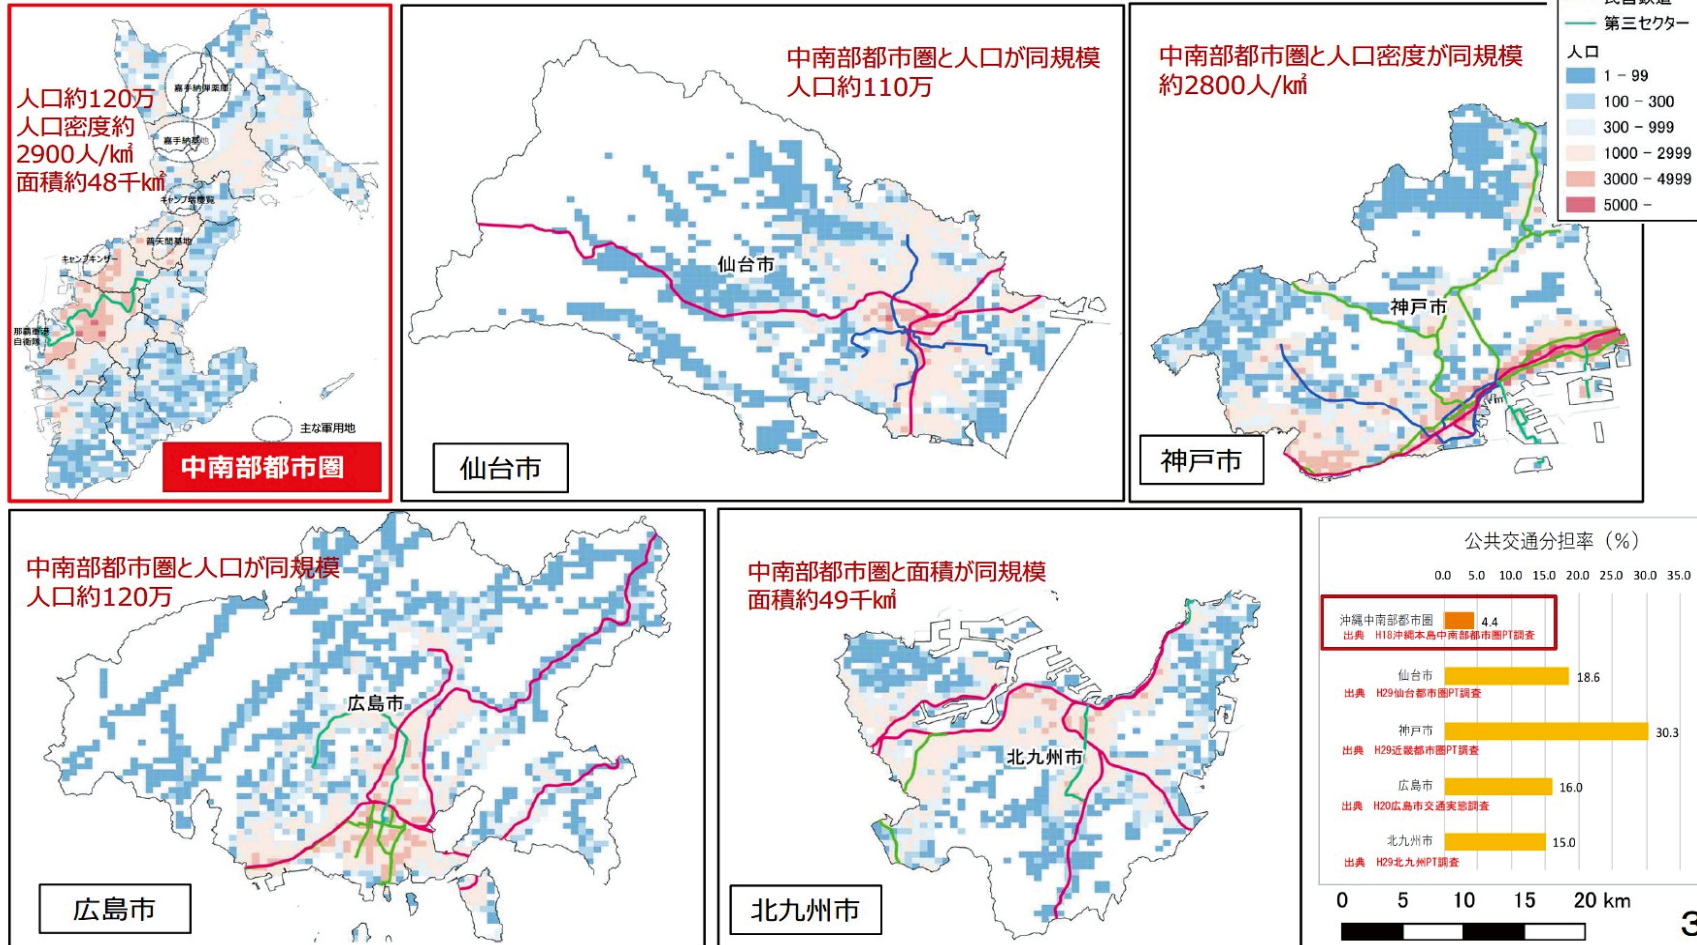 人口約120万
人口密度約
2900人/㎢
面積約48千㎢
嘉手納弾薬庫
嘉手納基地
キャンプ瑞慶覧
普天間基地
キャンプキンザー
那覇軍港
自衛隊
主な軍用地
中南部都市圏
中南部都市圏と人口が同規模
人口約110万
仙台市
仙台市
中南部都市圏と人口密度が同規模
約2800人/㎢
神戸市
神戸市
民営鉄道
第三セクター
人口
1 - 99
100 - 300
300 - 999
1000 - 2999
3000 - 4999
5000 -
中南部都市圏と人口が同規模
人口約120万
広島市
広島市
中南部都市圏と面積が同規模
面積約49千㎢
北九州市
北九州市
公共交通分担率（%）
0.0 5.0 10.0 15.0 20.0 25.0 30.0 35.0
沖縄中南部都市圏 4.4
出典 H18沖縄本島中南部都市圏PT調査
仙台市 18.6
出典 H29仙台都市圏PT調査
神戸市 30.3
出典 H29近畿都市圏PT調査
広島市 16.0
出典 H20広島市交通実態調査
北九州市 15.0
出典 H29北九州PT調査
0 5 10 15 20 km
3